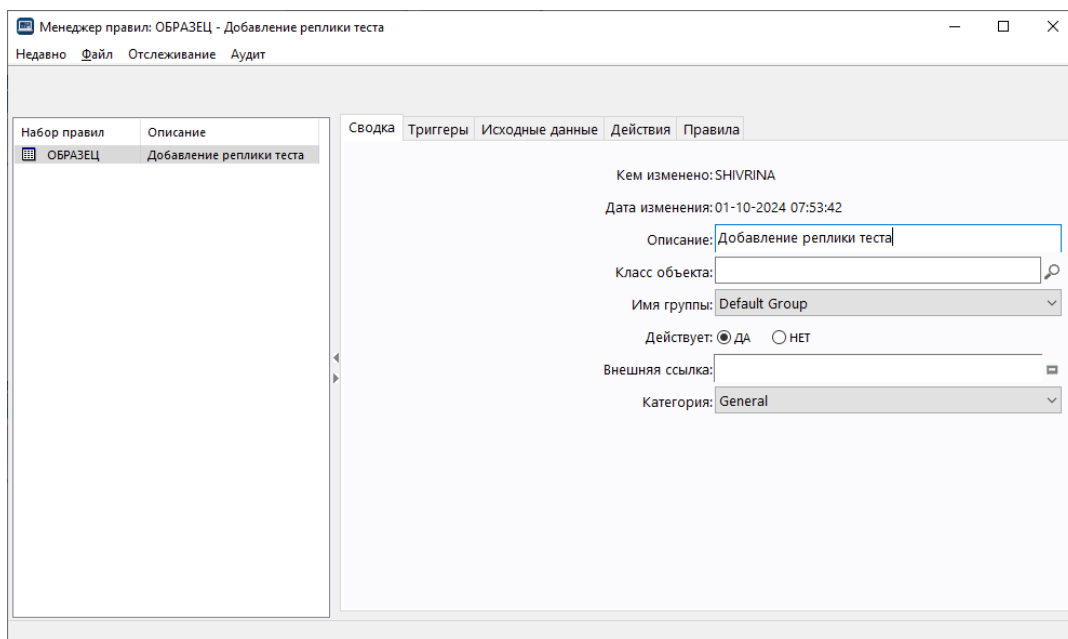 Менеджер правил: ОБРАЗЕЦ - Добавление реплики теста
Недавно Файл Отслеживание Аудит
Набор правил Описание
ОБРАЗЕЦ Добавление реплики теста
Сводка Триггеры Исходные данные Действия Правила
Кем изменено: SHIVRINA
Дата изменения: 01-10-2024 07:53:42
Описание: Добавление реплики теста
Класс объекта:
Имя группы: Default Group
Действует: ДА НЕТ
Внешняя ссылка:
Категория: General